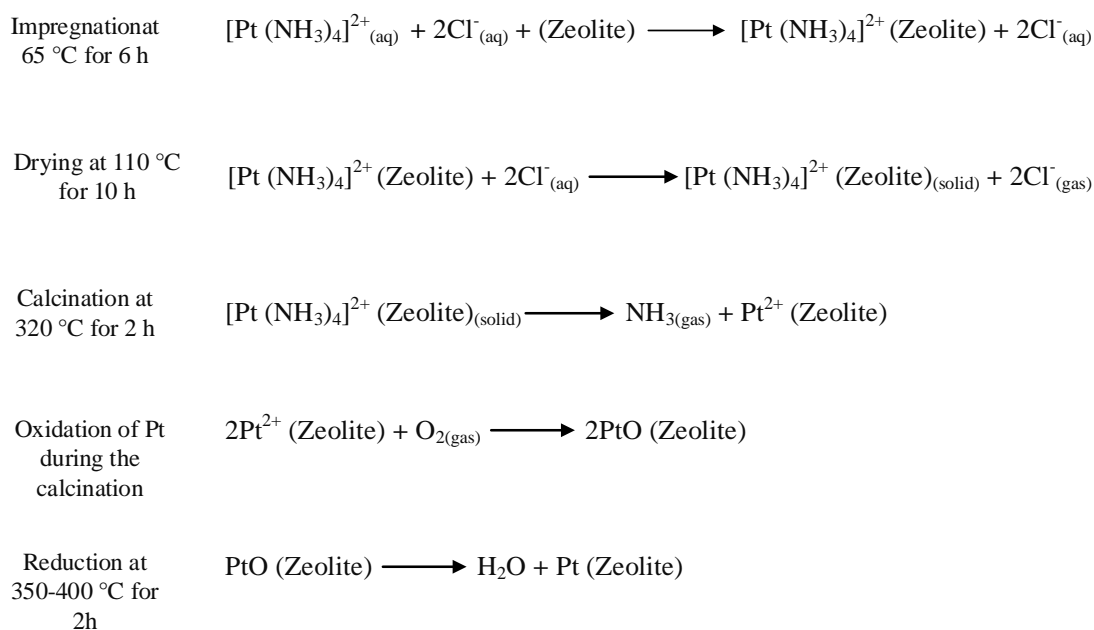 Impregnationat
65 °C for 6 h
[Pt (NH₃)₄]²⁺₍aq₎ + 2Cl⁻₍aq₎ + (Zeolite) ⟶ [Pt (NH₃)₄]²⁺ (Zeolite) + 2Cl⁻₍aq₎
Drying at 110 °C
for 10 h
[Pt (NH₃)₄]²⁺ (Zeolite) + 2Cl⁻₍aq₎ ⟶ [Pt (NH₃)₄]²⁺ (Zeolite)₍solid₎ + 2Cl⁻₍gas₎
Calcination at
320 °C for 2 h
[Pt (NH₃)₄]²⁺ (Zeolite)₍solid₎ ⟶ NH₃₍gas₎ + Pt²⁺ (Zeolite)
Oxidation of Pt
during the
calcination
2Pt²⁺ (Zeolite) + O₂₍gas₎ ⟶ 2PtO (Zeolite)
Reduction at
350-400 °C for
2h
PtO (Zeolite) ⟶ H₂O + Pt (Zeolite)